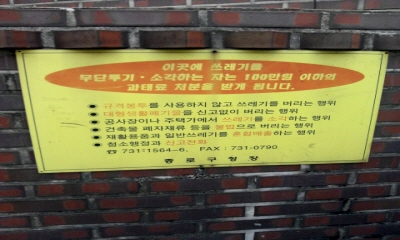 이곳에 쓰레기를
무단투기·소각하는 자는 100만원 이하의
과태료 처분을 받게 됩니다.
● 규격봉투를 사용하지 않고 쓰레기를 버리는 행위
● 대형생활폐기물을 신고없이 버리는 행위
● 공사장이나 주택가에서 쓰레기를 소각하는 행위
● 건축물 폐자재류 등을 불법으로 버리는 행위
● 재활용품과 일반쓰레기를 혼합배출하는 행위
● 청소행정과 신고전화
☎ 731-1564~6, FAX : 731-0790
종로구청장